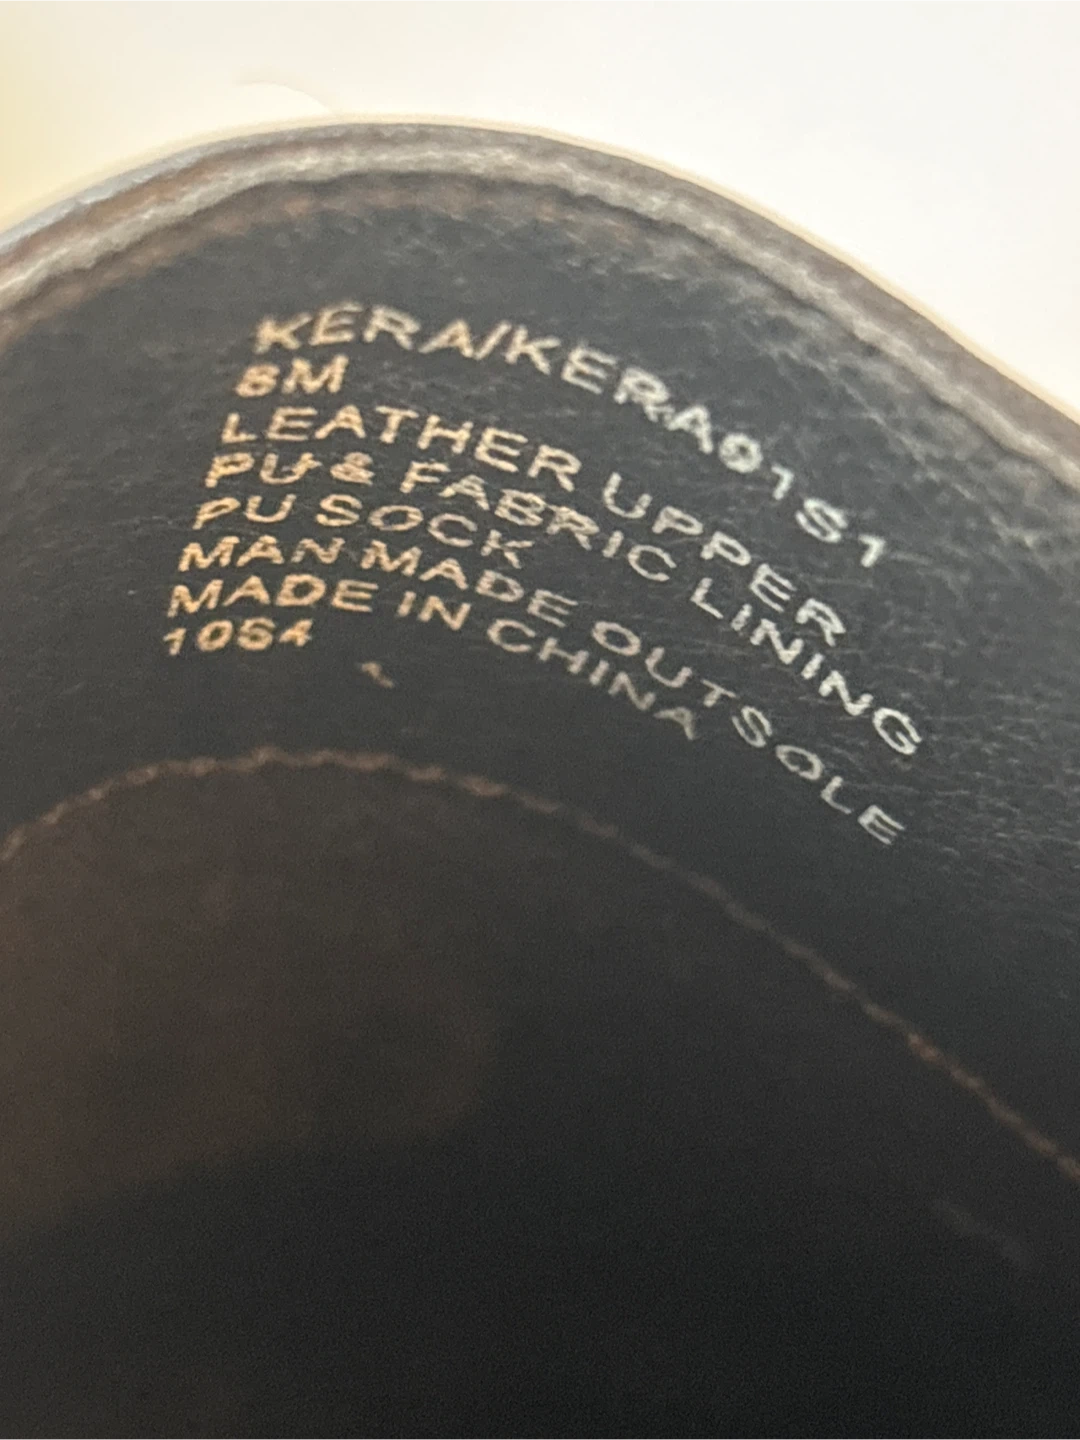 KERA/KERA01S1
8M
LEATHER UPPER
PU & FABRIC LINING
PU SOCK
MAN MADE OUTSOLE
MADE IN CHINA
1064